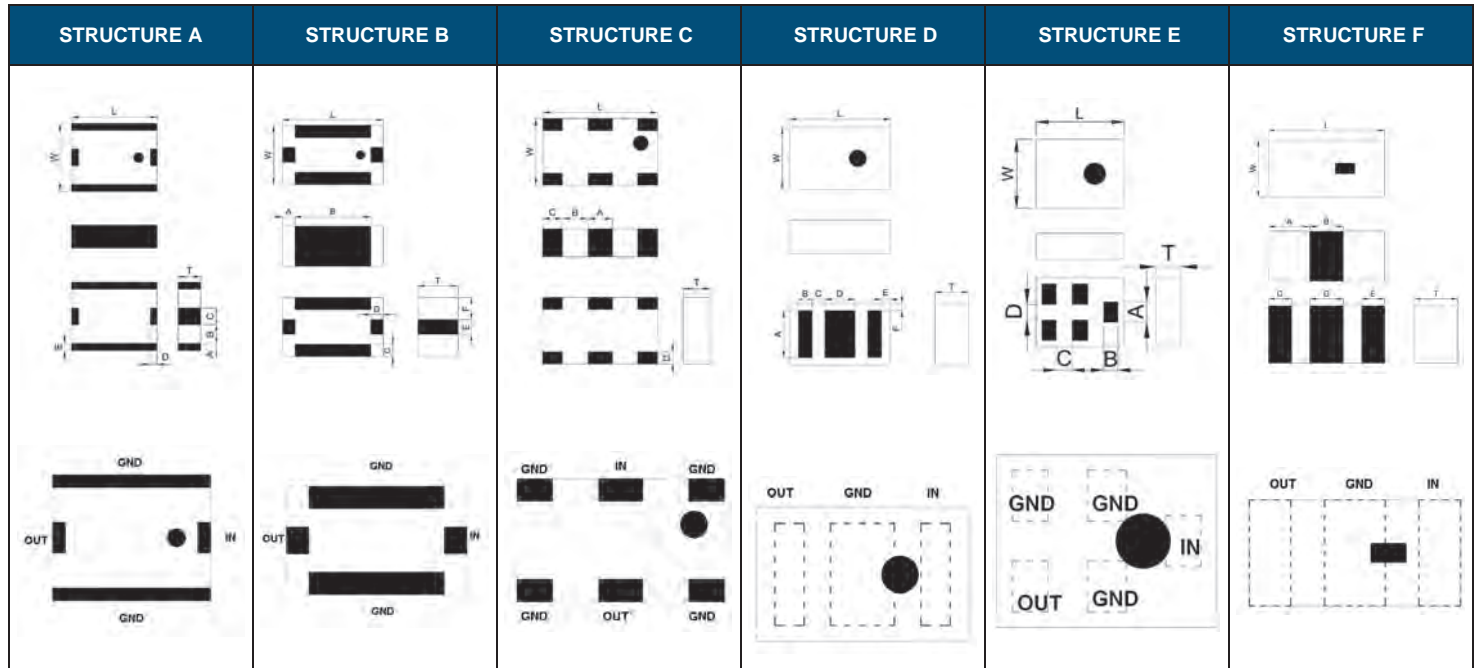 STRUCTURE A
STRUCTURE B
STRUCTURE C
STRUCTURE D
STRUCTURE E
STRUCTURE F
L
W
T
C
B
A
E
D
GND
OUT
IN
GND
L
W
A B
T
D
F
E
GND
OUT
IN
GND
L
W
C B A
T
D
GND IN GND
GND OUT GND
L
W
B C D E
T
A
F
OUT GND IN
L
W
T
D
A
C B
GND GND
IN
OUT GND
L
W
A B
E
T
OUT GND IN